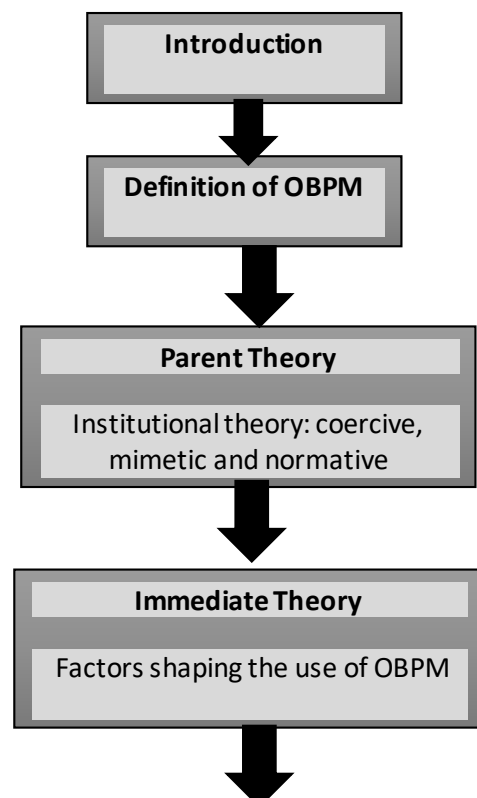 Introduction
Definition of OBPM
Parent Theory
Institutional theory: coercive,
mimetic and normative
Immediate Theory
Factors shaping the use of OBPM